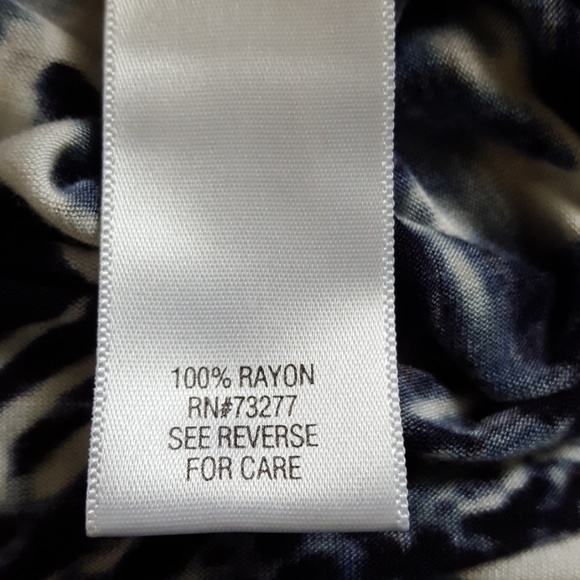 100% RAYON
RN#73277
SEE REVERSE
FOR CARE